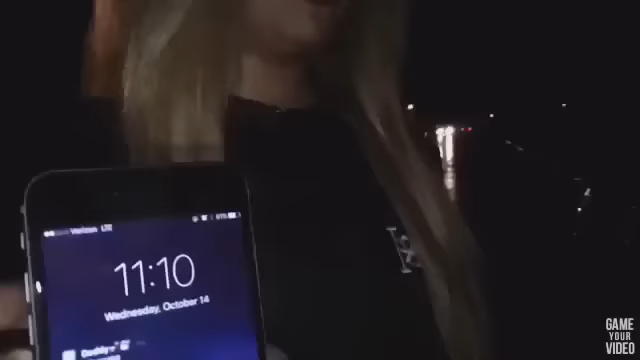 Verizon LTE
11:10
Wednesday, October 14
GAME
YOUR
VIDEO